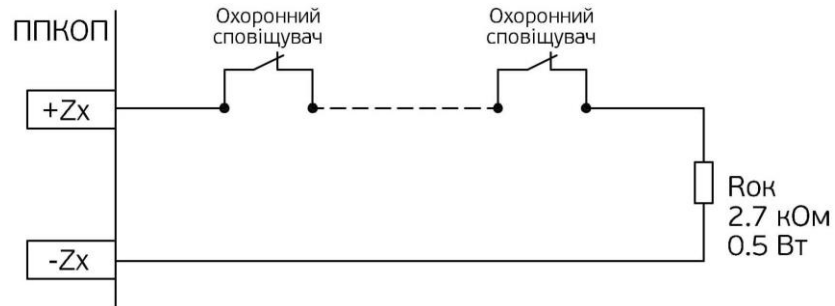 ППКОП
Охоронний
сповіщувач
Охоронний
сповіщувач
+Zx
Rок
2.7 кОм
0.5 Вт
-Zx